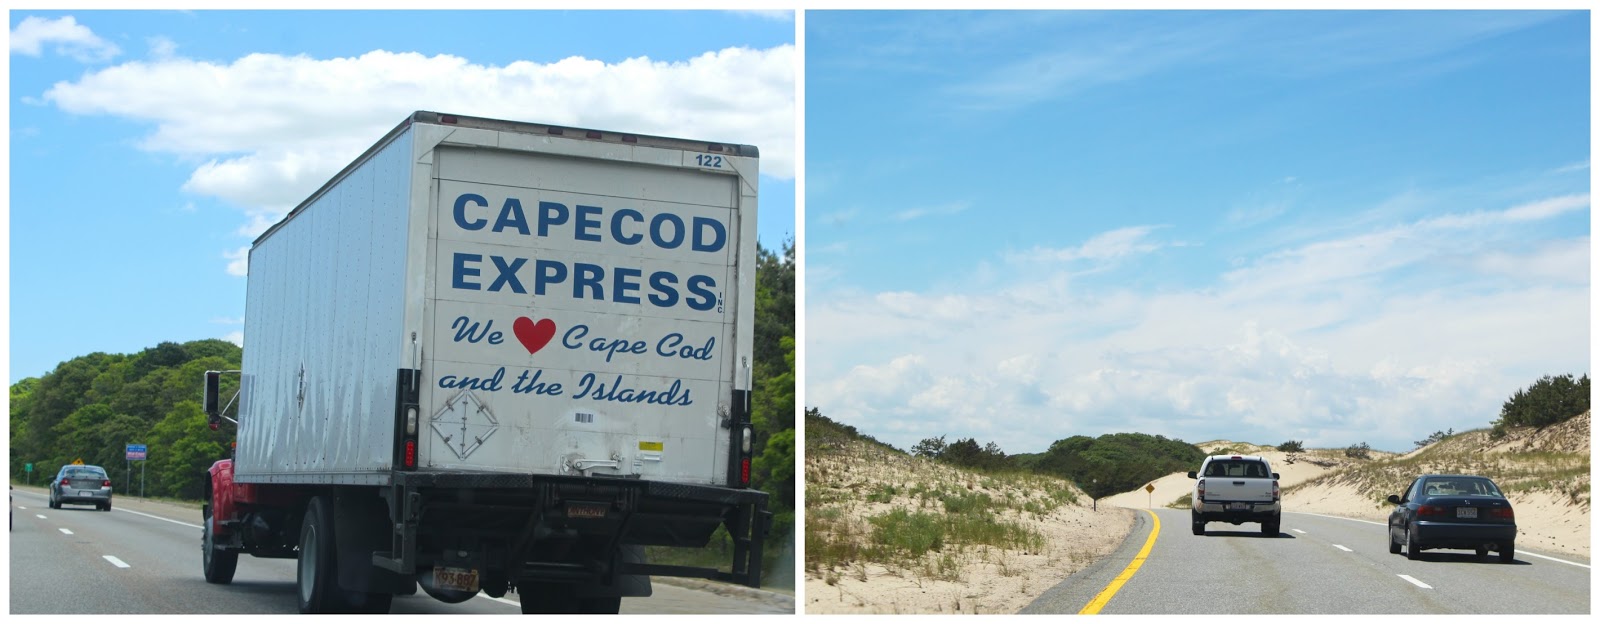 122
CAPECOD
EXPRESS INC
We ❤ Cape Cod
and the Islands